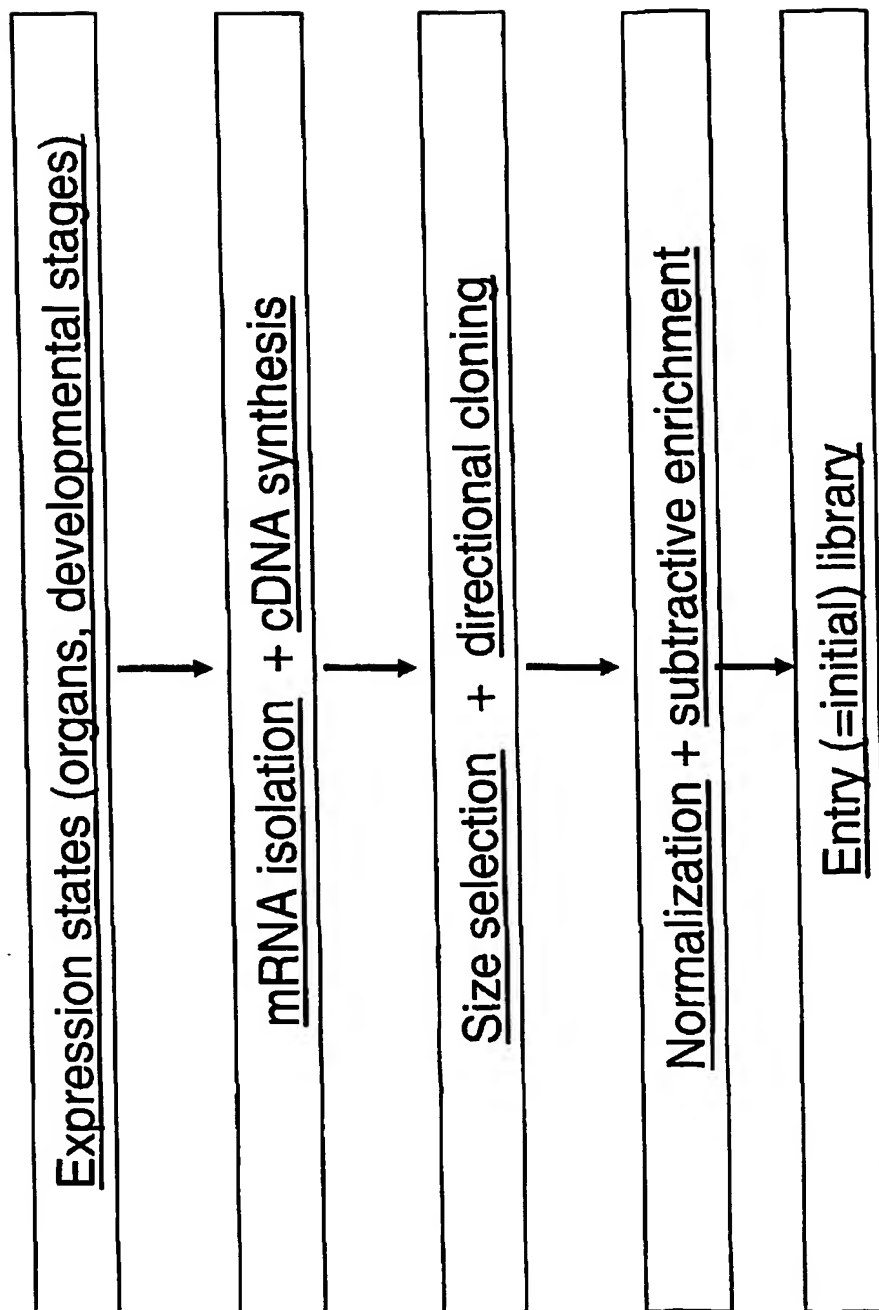 Expression states (organs, developmental stages)
mRNA isolation + cDNA synthesis
Size selection + directional cloning
Normalization + subtractive enrichment
Entry (=initial) library